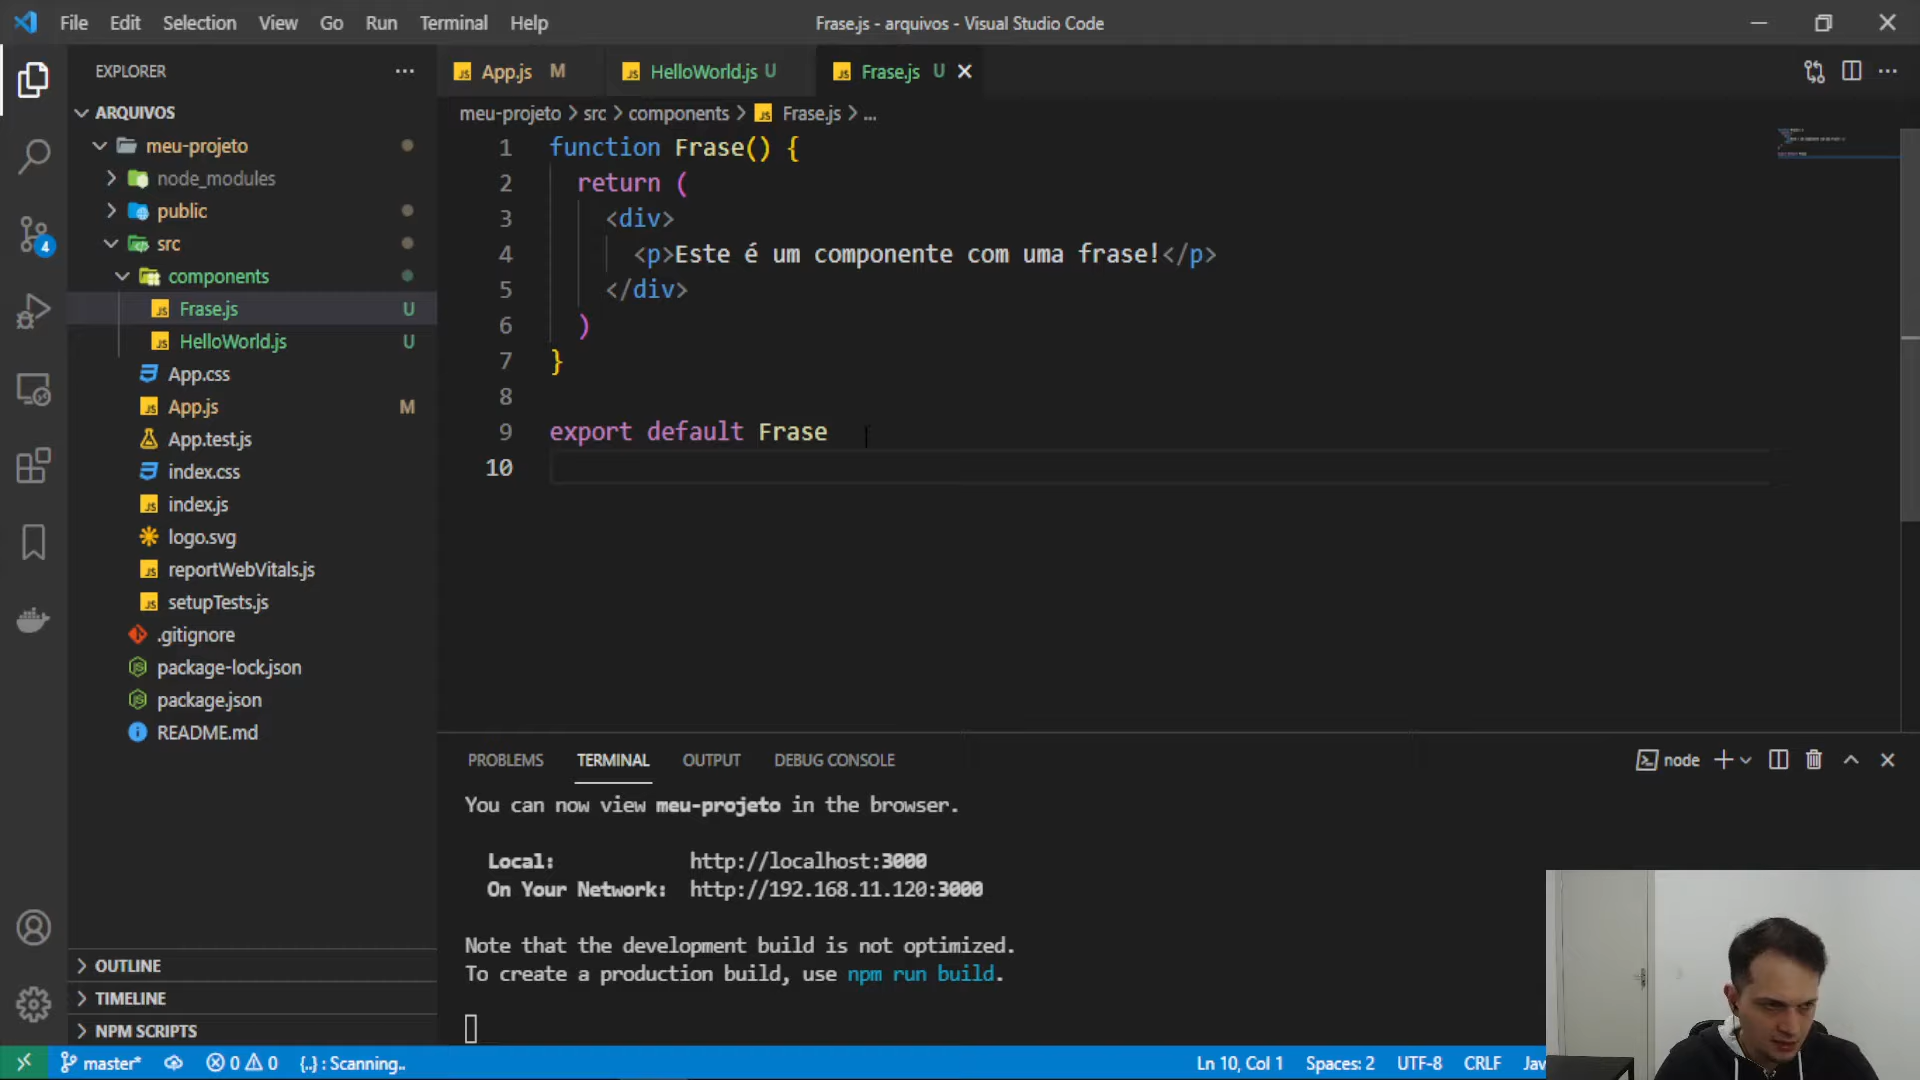 File Edit Selection View Go Run Terminal Help Frase.js - arquivos - Visual Studio Code
EXPLORER
ARQUIVOS
meu-projeto
node_modules
public
src
components
Frase.js U
HelloWorld.js U
App.css
App.js M
App.test.js
index.css
index.js
logo.svg
reportWebVitals.js
setupTests.js
.gitignore
package-lock.json
package.json
README.md
OUTLINE
TIMELINE
NPM SCRIPTS
4
App.js M HelloWorld.js U Frase.js U
meu-projeto > src > components > Frase.js > ...
1 function Frase() {
2 return (
3 <div>
4 <p>Este é um componente com uma frase!</p>
5 </div>
6 )
7 }
8
9 export default Frase
10
PROBLEMS TERMINAL OUTPUT DEBUG CONSOLE node
You can now view meu-projeto in the browser.
Local: http://localhost:3000
On Your Network: http://192.168.11.120:3000
Note that the development build is not optimized.
To create a production build, use npm run build.
master* 0 0 {..} : Scanning.. Ln 10, Col 1 Spaces: 2 UTF-8 CRLF Jav